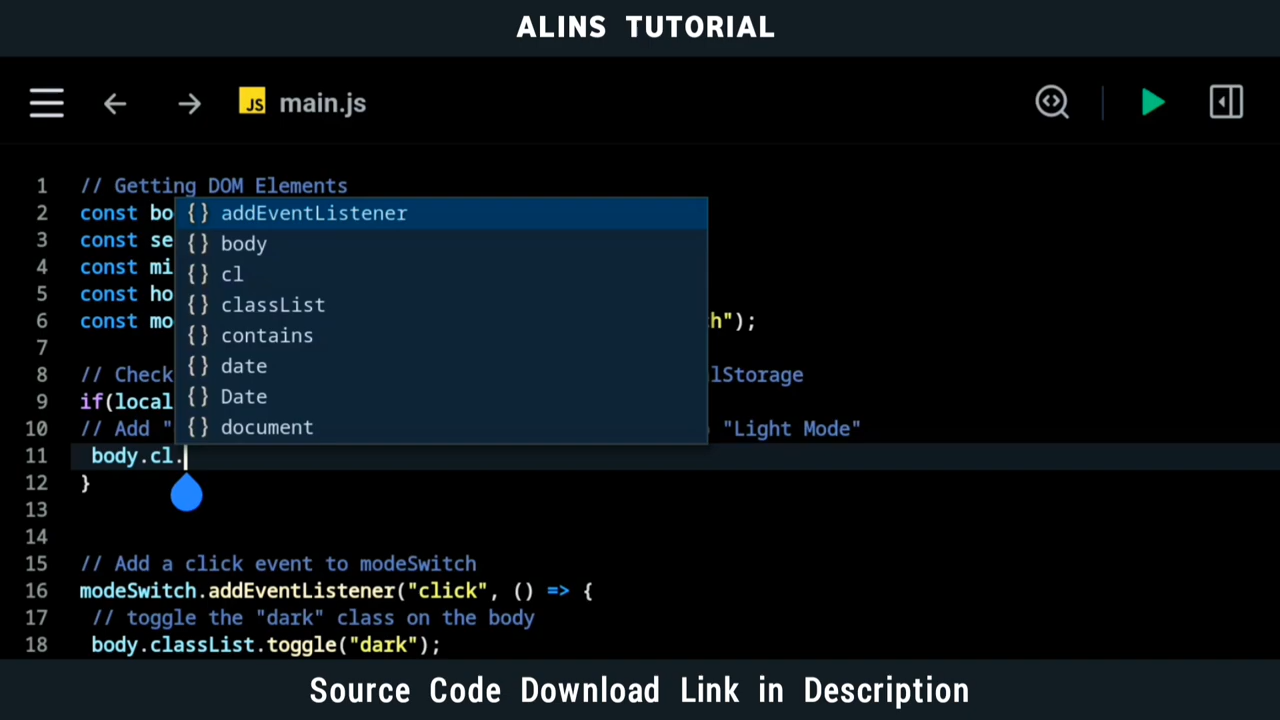 ALINS TUTORIAL
JS main.js
1 // Getting DOM Elements
2 const bo
{} addEventListener
3 const se
{} body
4 const mi
{} cl
5 const ho
{} classList
6 const mo h");
{} contains
7
8 // Check lStorage
{} date
9 if(local
{} Date
10 // Add " "Light Mode"
{} document
11 body.cl.
12 }
13
14
15 // Add a click event to modeSwitch
16 modeSwitch.addEventListener("click", () => {
17 // toggle the "dark" class on the body
18 body.classList.toggle("dark");
Source Code Download Link in Description